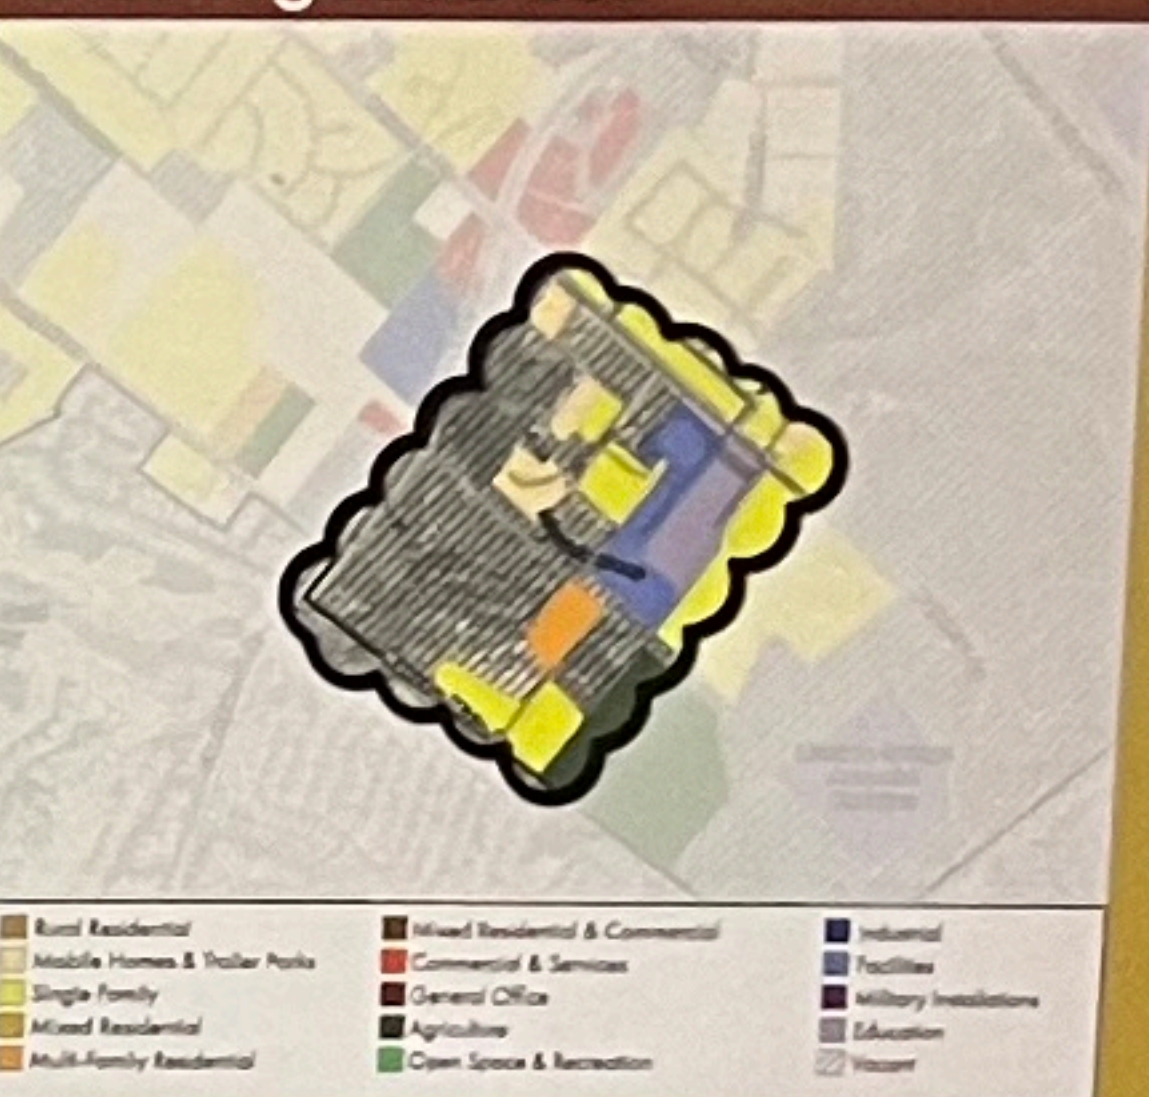 Rural Residential
Mobile Homes & Trailer Parks
Single Family
Mixed Residential
Multi-Family Residential
Mixed Residential & Commercial
Commercial & Services
General Office
Agriculture
Open Space & Recreation
Industrial
Facilities
Military Installations
Education
Vacant